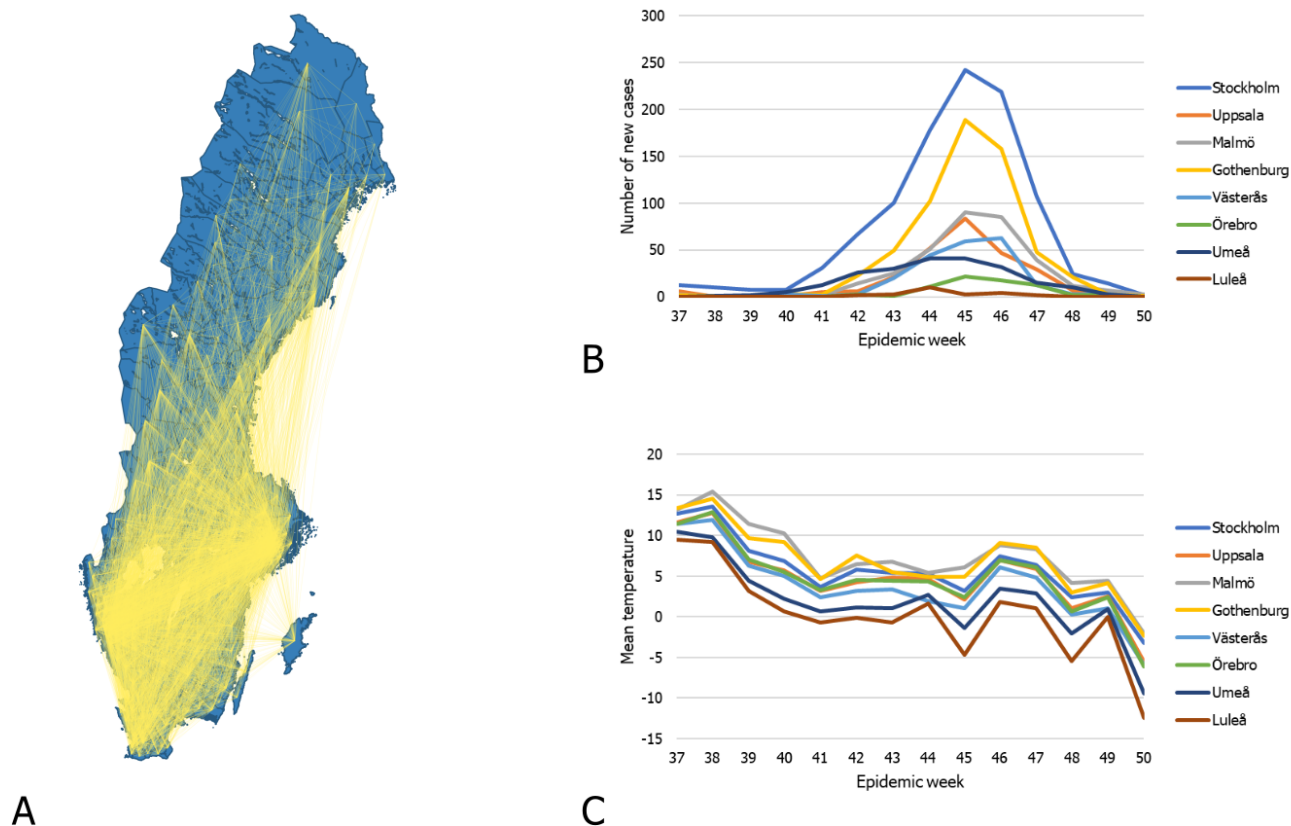 A
Number of new cases
300
250
200
150
100
50
0
37 38 39 40 41 42 43 44 45 46 47 48 49 50
Epidemic week
Stockholm
Uppsala
Malmö
Gothenburg
Västerås
Örebro
Umeå
Luleå
B
Mean temperature
20
15
10
5
0
-5
-10
-15
37 38 39 40 41 42 43 44 45 46 47 48 49 50
Epidemic week
Stockholm
Uppsala
Malmö
Gothenburg
Västerås
Örebro
Umeå
Luleå
C